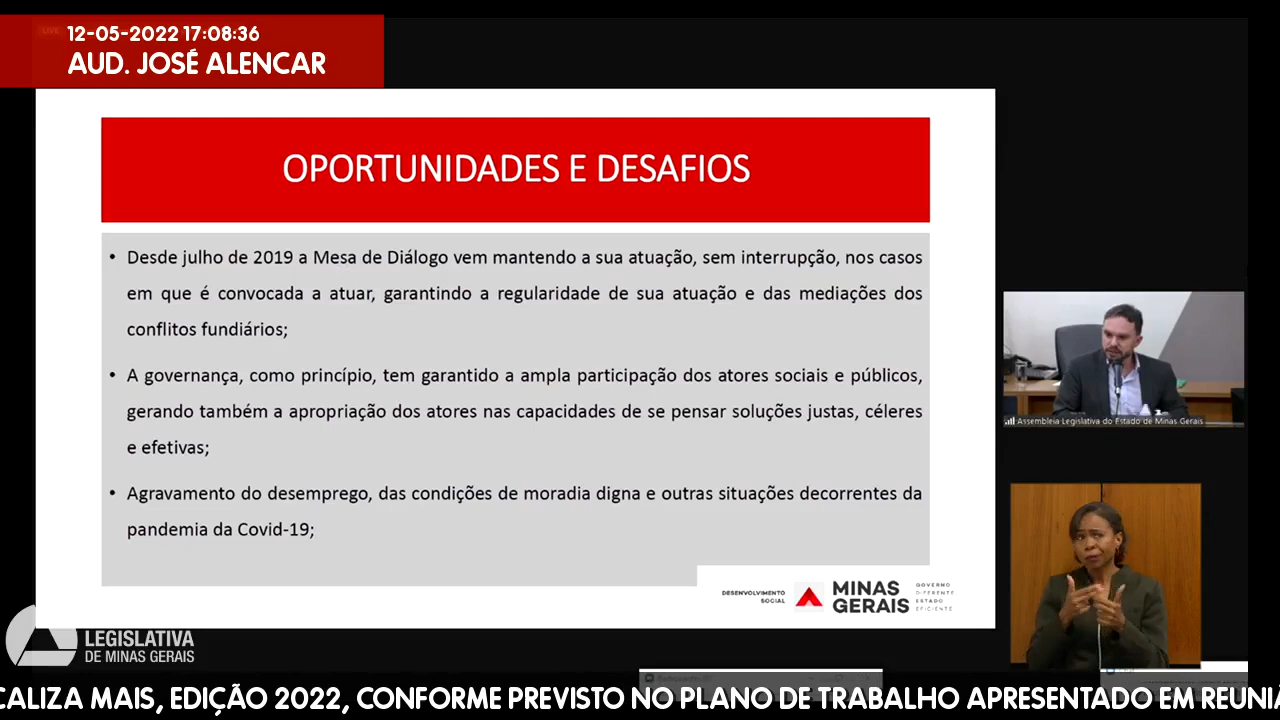 12-05-2022 17:08:36
AUD. JOSÉ ALENCAR
OPORTUNIDADES E DESAFIOS
• Desde julho de 2019 a Mesa de Diálogo vem mantendo a sua atuação, sem interrupção, nos casos
em que é convocada a atuar, garantindo a regularidade de sua atuação e das mediações dos
conflitos fundiários;
• A governança, como princípio, tem garantido a ampla participação dos atores sociais e públicos,
gerando também a apropriação dos atores nas capacidades de se pensar soluções justas, céleres
e efetivas;
• Agravamento do desemprego, das condições de moradia digna e outras situações decorrentes da
pandemia da Covid-19;
Assembleia Legislativa do Estado de Minas Gerais
DESENVOLVIMENTO
SOCIAL
MINAS
GERAIS
GOVERNO
DIFERENTE
ESTADO
EFICIENTE
LEGISLATIVA
DE MINAS GERAIS
CALIZA MAIS, EDIÇÃO 2022, CONFORME PREVISTO NO PLANO DE TRABALHO APRESENTADO EM REUNIÃ